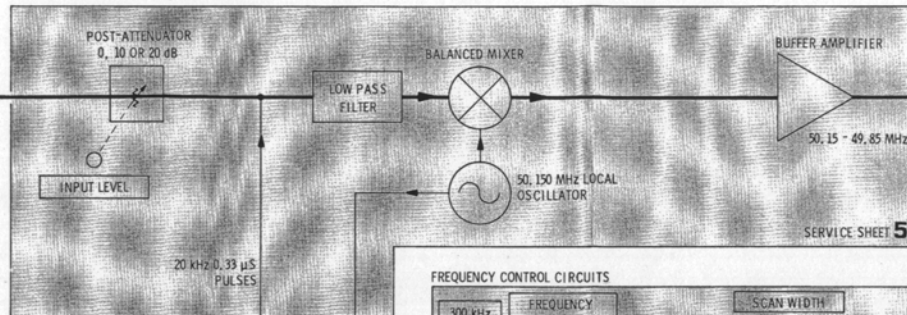 POST-ATTENUATOR
0, 10 OR 20 dB
INPUT LEVEL
20 kHz 0.33 μS
PULSES
LOW PASS
FILTER
BALANCED MIXER
50.150 MHz LOCAL
OSCILLATOR
BUFFER AMPLIFIER
50.15 - 49.85 MHz
SERVICE SHEET 5
FREQUENCY CONTROL CIRCUITS
300 kHz
FREQUENCY
SCAN WIDTH